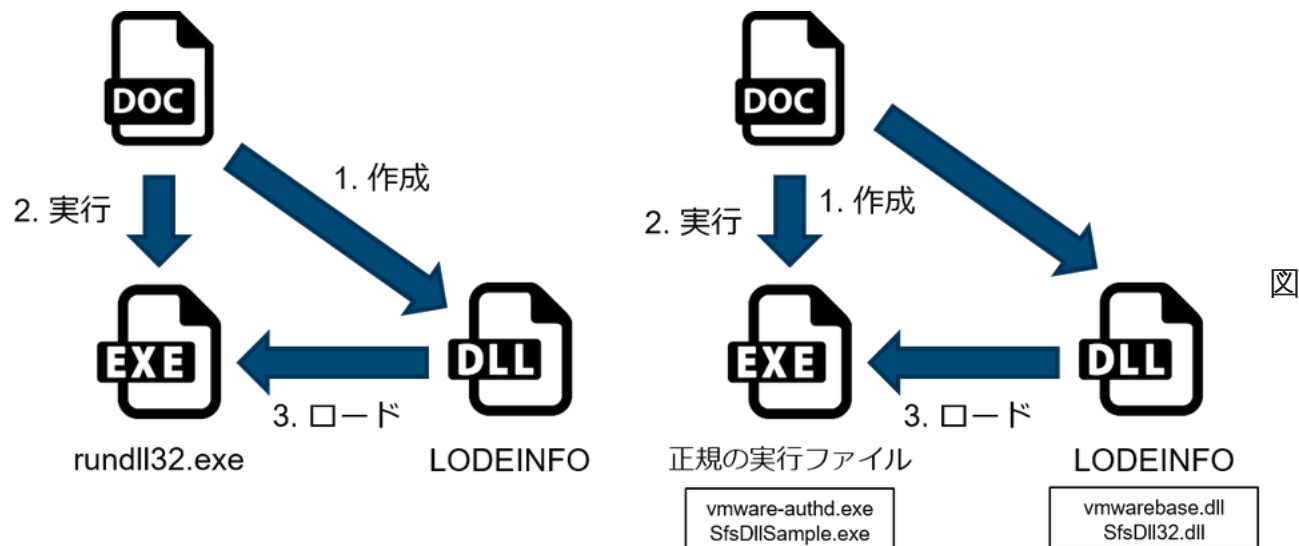 DOC
1. 作成
2. 実行
EXE
DLL
3. ロード
rundll32.exe
LODEINFO
DOC
1. 作成
2. 実行
EXE
DLL
3. ロード
正規の実行ファイル
LODEINFO
vmware-authd.exe
SfsDllSample.exe
vmwarebase.dll
SfsDll32.dll
図